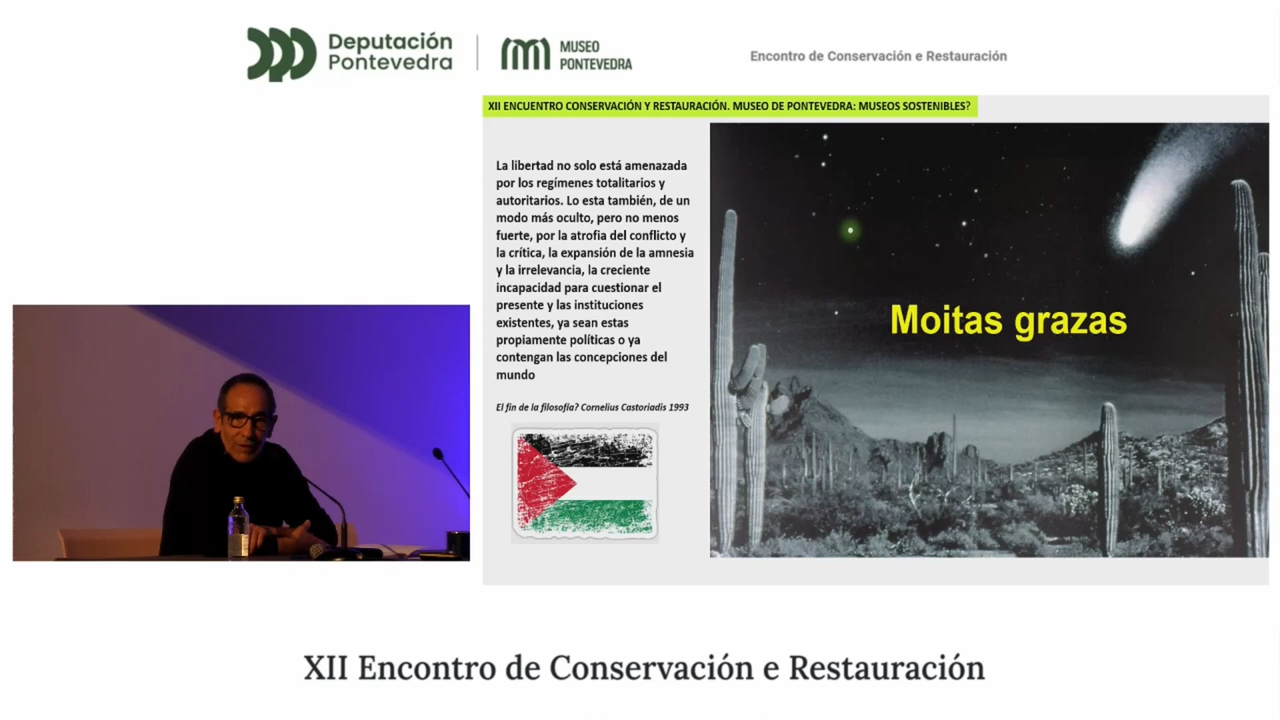 Deputación
Pontevedra
MUSEO
PONTEVEDRA
Encontro de Conservación e Restauración
XII ENCUENTRO CONSERVACIÓN Y RESTAURACIÓN. MUSEO DE PONTEVEDRA: MUSEOS SOSTENIBLES?
La libertad no solo está amenazada
por los regímenes totalitarios y
autoritarios. Lo esta también, de un
modo más oculto, pero no menos
fuerte, por la atrofia del conflicto y
la crítica, la expansión de la amnesia
y la irrelevancia, la creciente
incapacidad para cuestionar el
presente y las instituciones
existentes, ya sean estas
propiamente políticas o ya
contengan las concepciones del
mundo
El fin de la filosofía? Cornelius Castoriadis 1993
Moitas grazas
XII Encontro de Conservación e Restauración